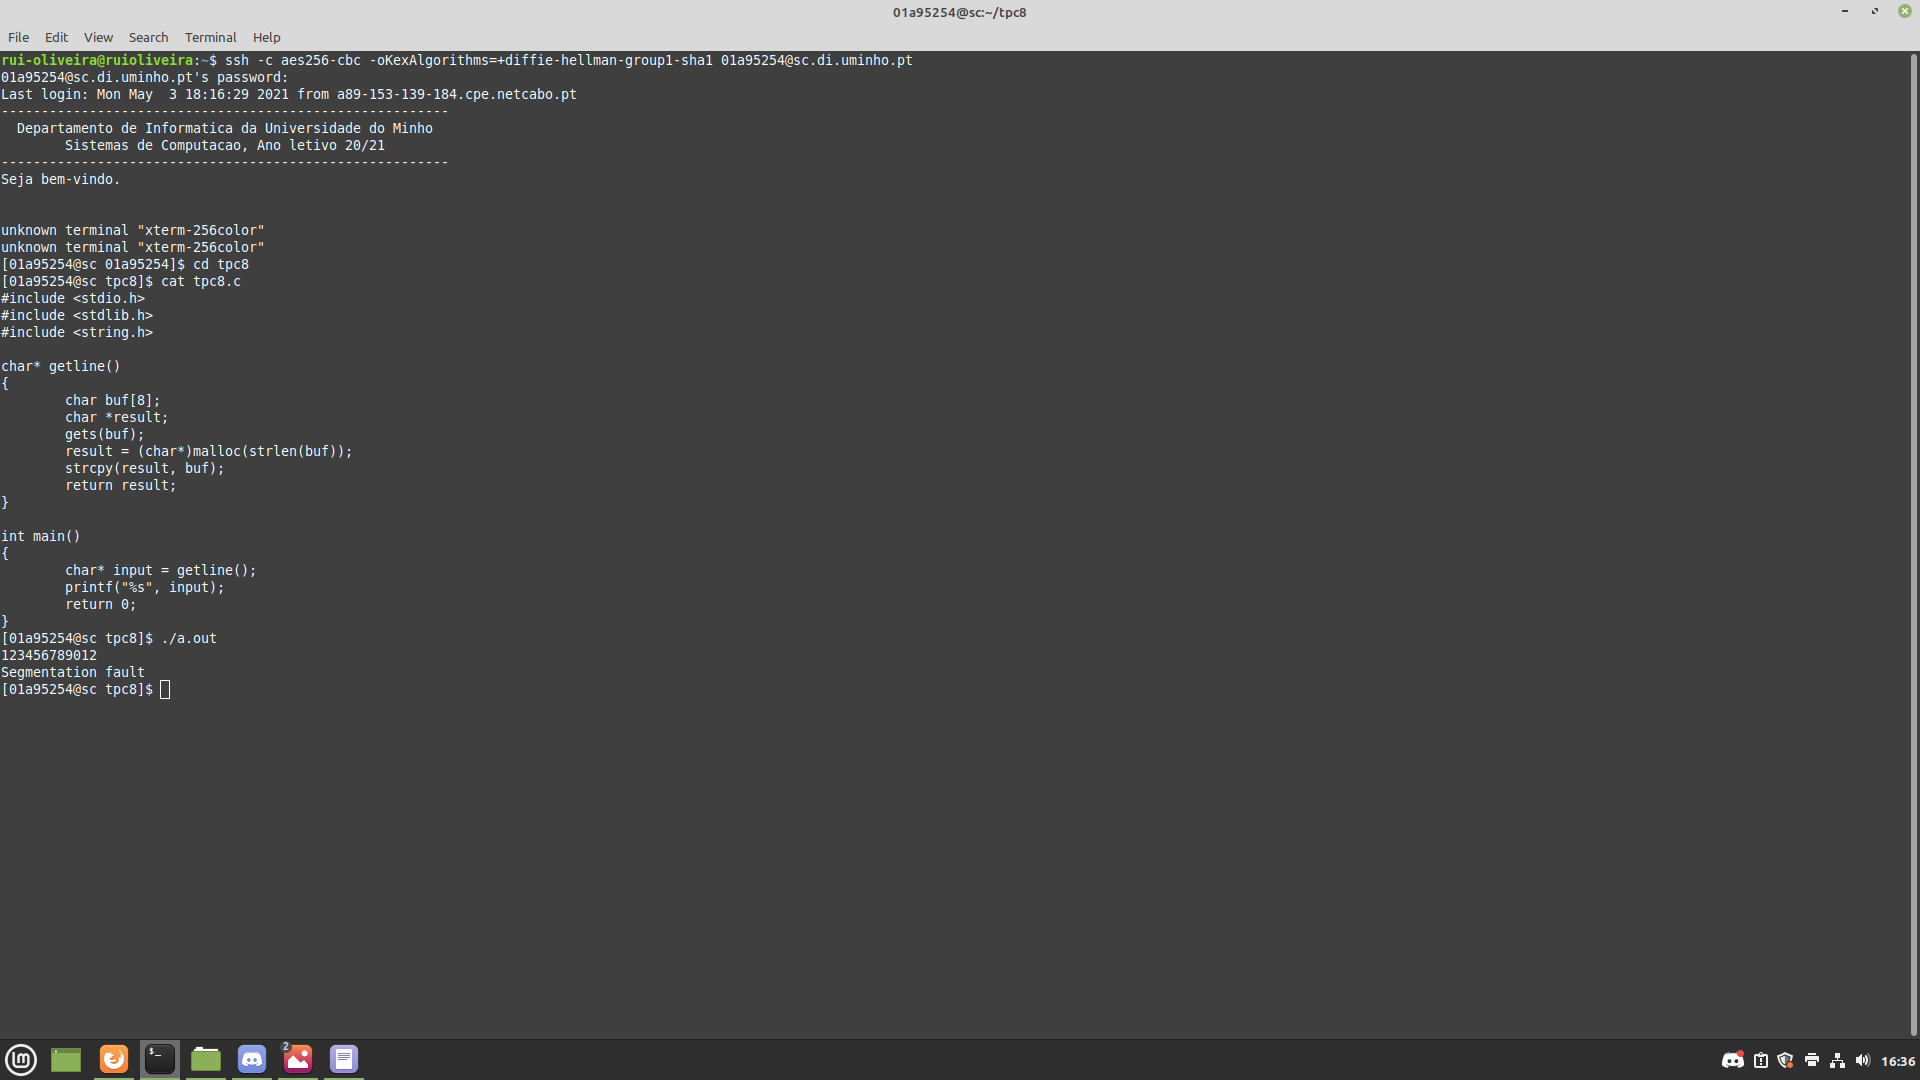 01a95254@sc:~/tpc8
File Edit View Search Terminal Help
rui-oliveira@ruioliveira:~$ ssh -c aes256-cbc -oKexAlgorithms=+diffie-hellman-group1-sha1 01a95254@sc.di.uminho.pt
01a95254@sc.di.uminho.pt's password:
Last login: Mon May  3 18:16:29 2021 from a89-153-139-184.cpe.netcabo.pt
--------------------------------------------------------
  Departamento de Informatica da Universidade do Minho
        Sistemas de Computacao, Ano letivo 20/21
--------------------------------------------------------
Seja bem-vindo.
unknown terminal "xterm-256color"
unknown terminal "xterm-256color"
[01a95254@sc 01a95254]$ cd tpc8
[01a95254@sc tpc8]$ cat tpc8.c
#include <stdio.h>
#include <stdlib.h>
#include <string.h>
char* getline()
{
        char buf[8];
        char *result;
        gets(buf);
        result = (char*)malloc(strlen(buf));
        strcpy(result, buf);
        return result;
}
int main()
{
        char* input = getline();
        printf("%s", input);
        return 0;
}
[01a95254@sc tpc8]$ ./a.out
123456789012
Segmentation fault
[01a95254@sc tpc8]$
$_
2
16:36